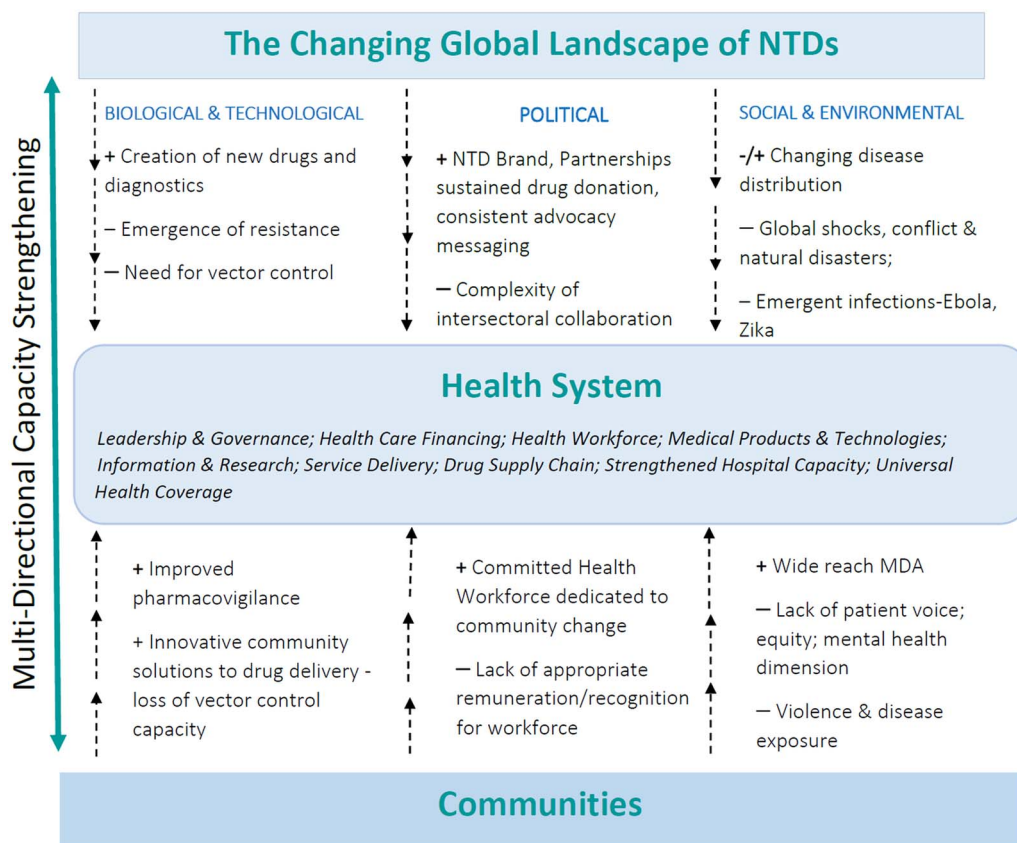 The Changing Global Landscape of NTDs
Multi-Directional Capacity Strengthening
BIOLOGICAL & TECHNOLOGICAL
+ Creation of new drugs and
diagnostics
– Emergence of resistance
– Need for vector control
POLITICAL
+ NTD Brand, Partnerships
sustained drug donation,
consistent advocacy
messaging
– Complexity of
intersectoral collaboration
SOCIAL & ENVIRONMENTAL
-/+ Changing disease
distribution
– Global shocks, conflict &
natural disasters;
– Emergent infections-Ebola,
Zika
Health System
Leadership & Governance; Health Care Financing; Health Workforce; Medical Products & Technologies;
Information & Research; Service Delivery; Drug Supply Chain; Strengthened Hospital Capacity; Universal
Health Coverage
+ Improved
pharmacovigilance
+ Innovative community
solutions to drug delivery -
loss of vector control
capacity
+ Committed Health
Workforce dedicated to
community change
– Lack of appropriate
remuneration/recognition
for workforce
+ Wide reach MDA
– Lack of patient voice;
equity; mental health
dimension
– Violence & disease
exposure
Communities